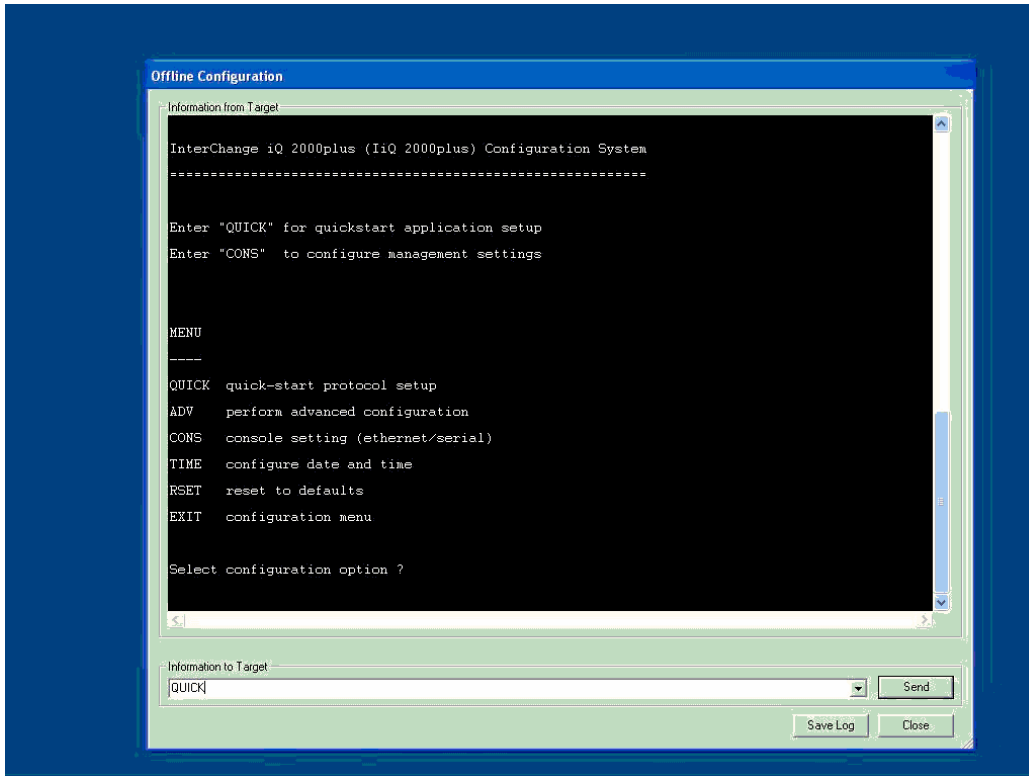 Offline Configuration
Information from Target
InterChange iQ 2000plus (IiQ 2000plus) Configuration System
===========================================================
Enter "QUICK" for quickstart application setup
Enter "CONS" to configure management settings
MENU
----
QUICK quick-start protocol setup
ADV perform advanced configuration
CONS console setting (ethernet/serial)
TIME configure date and time
RSET reset to defaults
EXIT configuration menu
Select configuration option ?
Information to Target
QUICK
Send
Save Log
Close